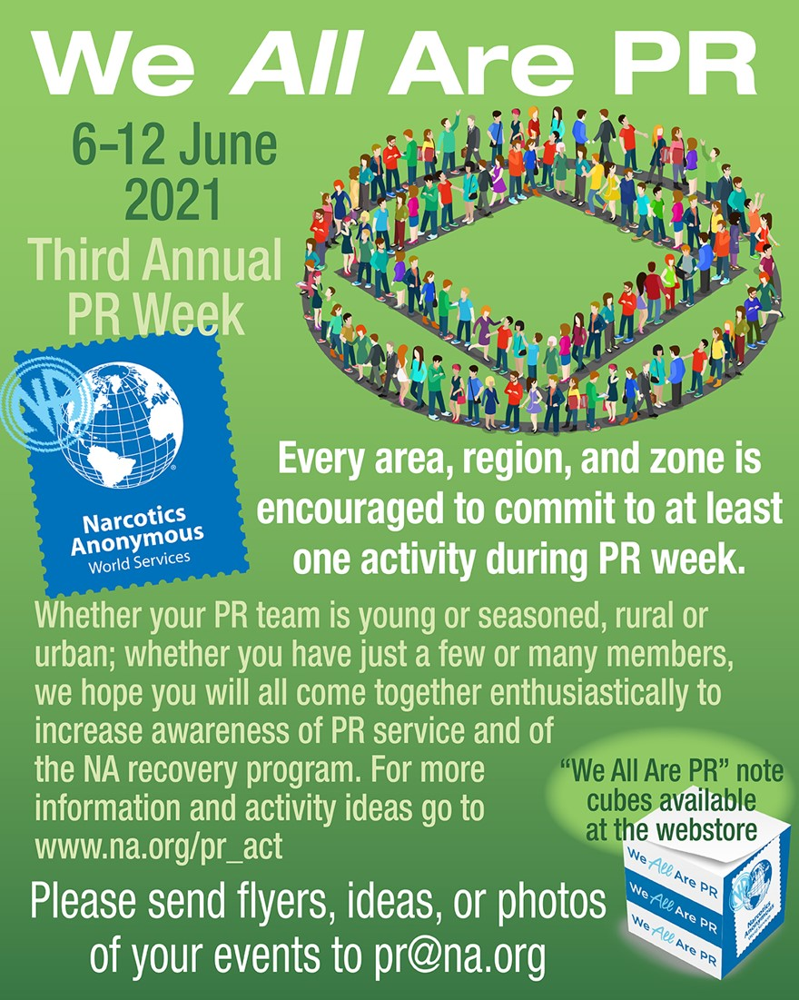 We All Are PR
6-12 June
2021
Third Annual
PR Week
NA
Narcotics
Anonymous
World Services
®
Every area, region, and zone is
encouraged to commit to at least
one activity during PR week.
Whether your PR team is young or seasoned, rural or
urban; whether you have just a few or many members,
we hope you will all come together enthusiastically to
increase awareness of PR service and of
the NA recovery program. For more
information and activity ideas go to
www.na.org/pr_act
“We All Are PR” note
cubes available
at the webstore
We All Are PR
We All Are PR
We All Are PR
Narcotics
Anonymous
Please send flyers, ideas, or photos
of your events to pr@na.org